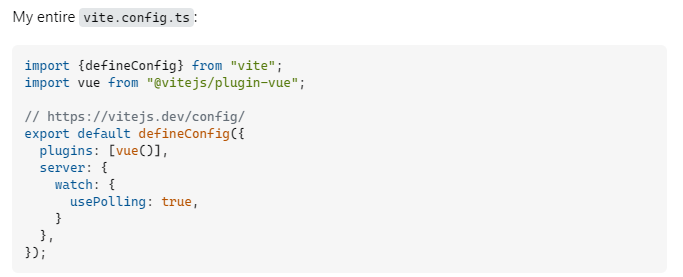 My entire vite.config.ts:
import {defineConfig} from "vite";
import vue from "@vitejs/plugin-vue";
// https://vitejs.dev/config/
export default defineConfig({
  plugins: [vue()],
  server: {
    watch: {
      usePolling: true,
    }
  },
});